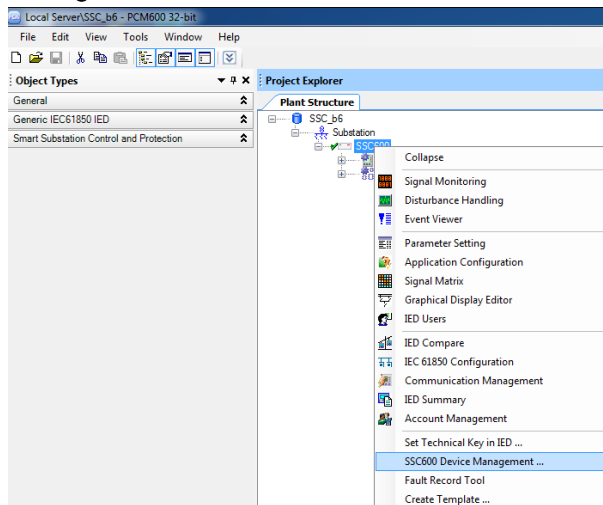 Local Server\SSC_b6 - PCM600 32-bit
File Edit View Tools Window Help
Object Types
General
Generic IEC61850 IED
Smart Substation Control and Protection
Project Explorer
Plant Structure
SSC_b6
Substation
SSC600
Collapse
Signal Monitoring
Disturbance Handling
Event Viewer
Parameter Setting
Application Configuration
Signal Matrix
Graphical Display Editor
IED Users
IED Compare
IEC 61850 Configuration
Communication Management
IED Summary
Account Management
Set Technical Key in IED ...
SSC600 Device Management ...
Fault Record Tool
Create Template ...